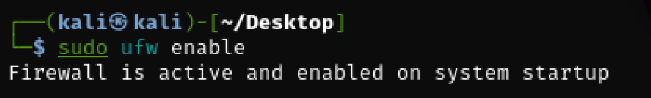 ┌──(kali㉿kali)-[~/Desktop]
└─$ sudo ufw enable
Firewall is active and enabled on system startup